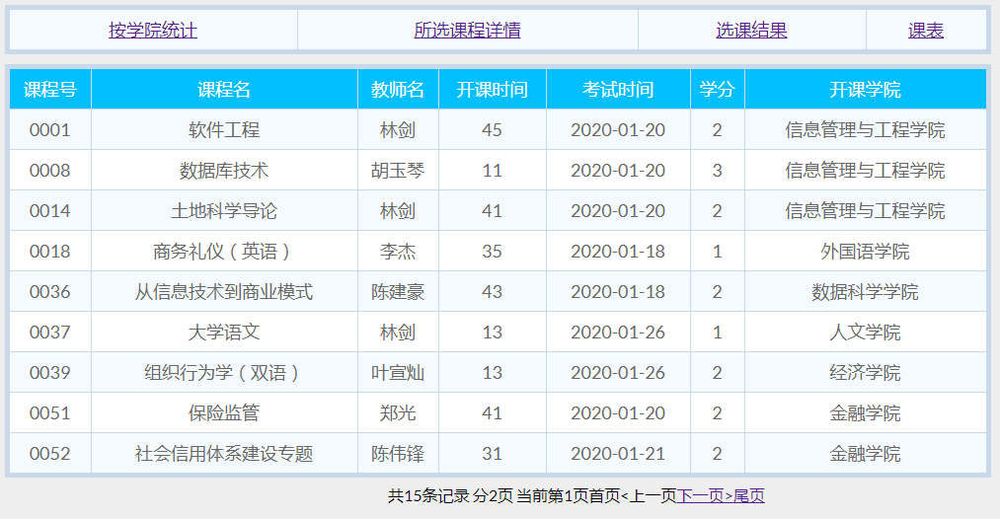 按学院统计 所选课程详情 选课结果 课表
课程号 课程名 教师名 开课时间 考试时间 学分 开课学院
0001 软件工程 林剑 45 2020-01-20 2 信息管理与工程学院
0008 数据库技术 胡玉琴 11 2020-01-20 3 信息管理与工程学院
0014 土地科学导论 林剑 41 2020-01-20 2 信息管理与工程学院
0018 商务礼仪（英语） 李杰 35 2020-01-18 1 外国语学院
0036 从信息技术到商业模式 陈建豪 43 2020-01-18 2 数据科学学院
0037 大学语文 林剑 13 2020-01-26 1 人文学院
0039 组织行为学（双语） 叶宣灿 13 2020-01-26 2 经济学院
0051 保险监管 郑光 41 2020-01-20 2 金融学院
0052 社会信用体系建设专题 陈伟锋 31 2020-01-21 2 金融学院
共15条记录 分2页 当前第1页首页<上一页下一页>尾页